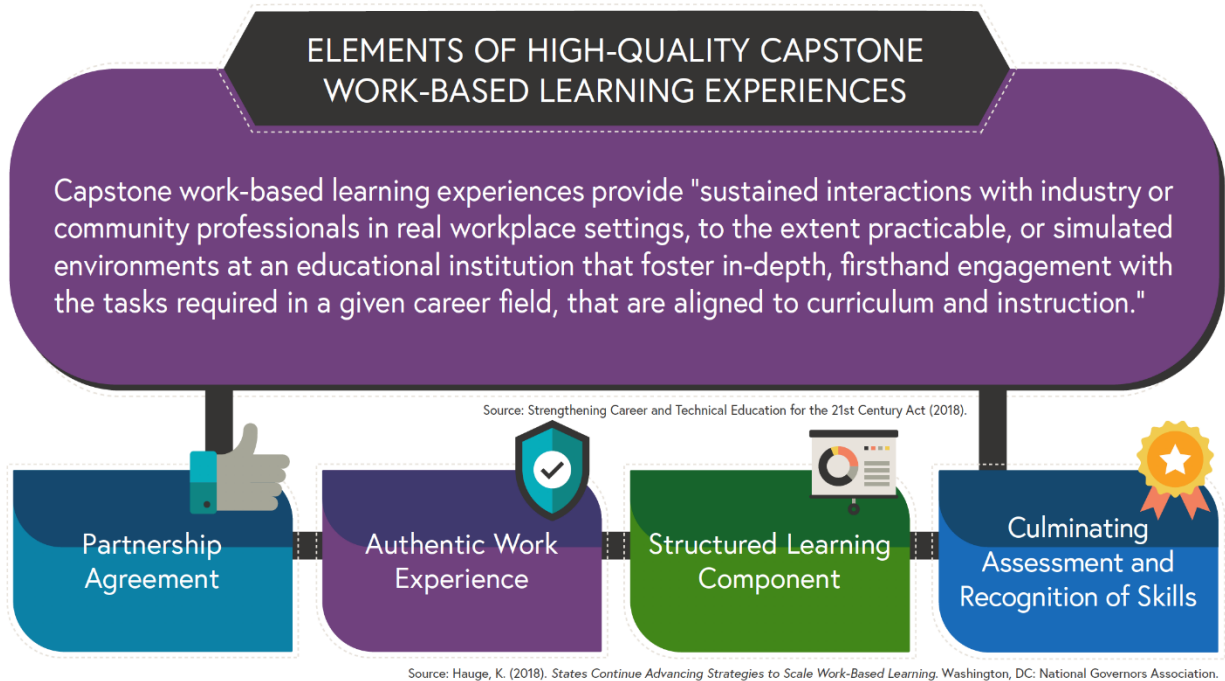 ELEMENTS OF HIGH-QUALITY CAPSTONE
WORK-BASED LEARNING EXPERIENCES
Capstone work-based learning experiences provide "sustained interactions with industry or
community professionals in real workplace settings, to the extent practicable, or simulated
environments at an educational institution that foster in-depth, firsthand engagement with
the tasks required in a given career field, that are aligned to curriculum and instruction."
Source: Strengthening Career and Technical Education for the 21st Century Act (2018).
Partnership
Agreement
Authentic Work
Experience
Structured Learning
Component
Culminating
Assessment and
Recognition of Skills
Source: Hauge, K. (2018). States Continue Advancing Strategies to Scale Work-Based Learning. Washington, DC: National Governors Association.